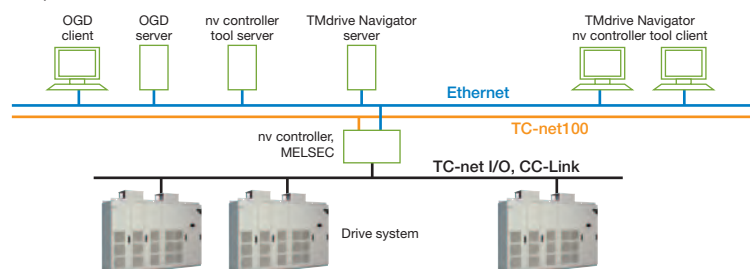 OGD
client
OGD
server
nv controller
tool server
TMdrive Navigator
server
TMdrive Navigator
nv controller tool client
Ethernet
TC-net100
nv controller,
MELSEC
TC-net I/O, CC-Link
Drive system